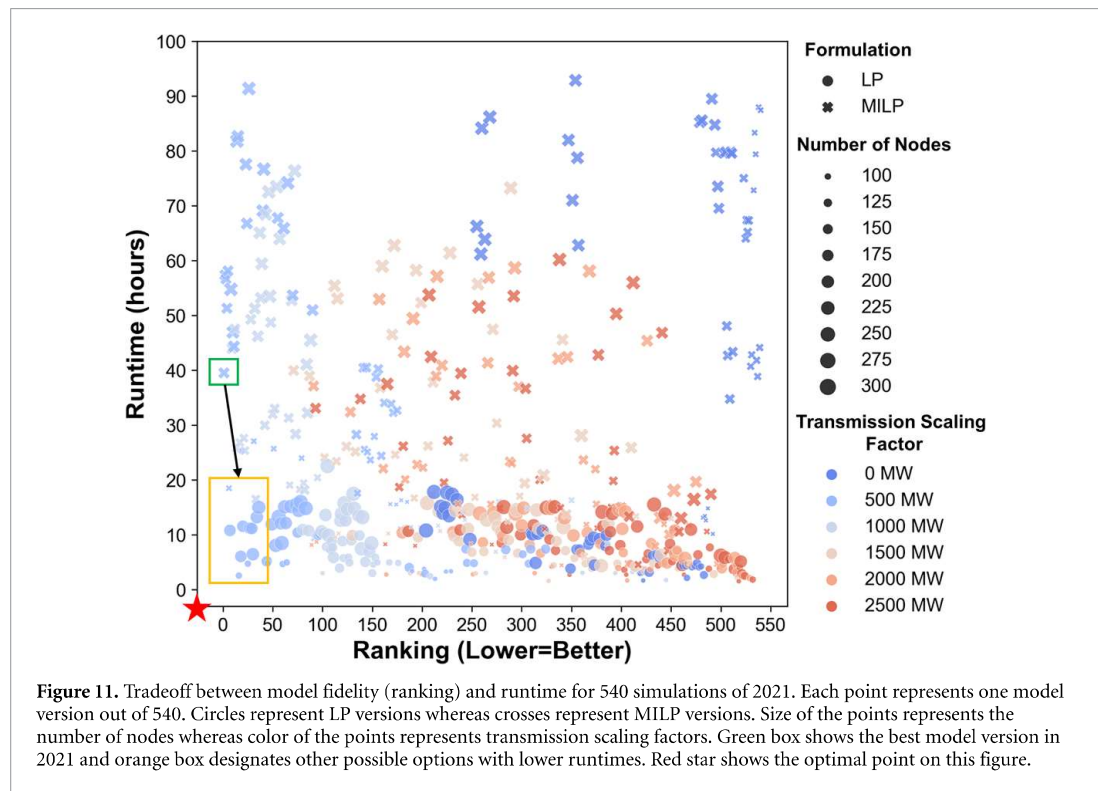 100
90
80
70
60
50
40
30
20
10
0
Runtime (hours)
0 50 100 150 200 250 300 350 400 450 500 550
Ranking (Lower=Better)
Formulation
LP
MILP
Number of Nodes
100
125
150
175
200
225
250
275
300
Transmission Scaling
Factor
0 MW
500 MW
1000 MW
1500 MW
2000 MW
2500 MW
Figure 11. Tradeoff between model fidelity (ranking) and runtime for 540 simulations of 2021. Each point represents one model
version out of 540. Circles represent LP versions whereas crosses represent MILP versions. Size of the points represents the
number of nodes whereas color of the points represents transmission scaling factors. Green box shows the best model version in
2021 and orange box designates other possible options with lower runtimes. Red star shows the optimal point on this figure.